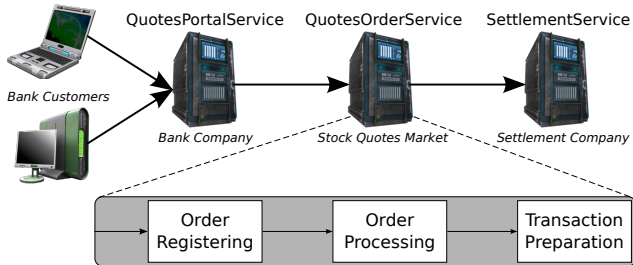 QuotesPortalService QuotesOrderService SettlementService
Bank Customers
Bank Company Stock Quotes Market Settlement Company
Order Order Transaction
Registering Processing Preparation